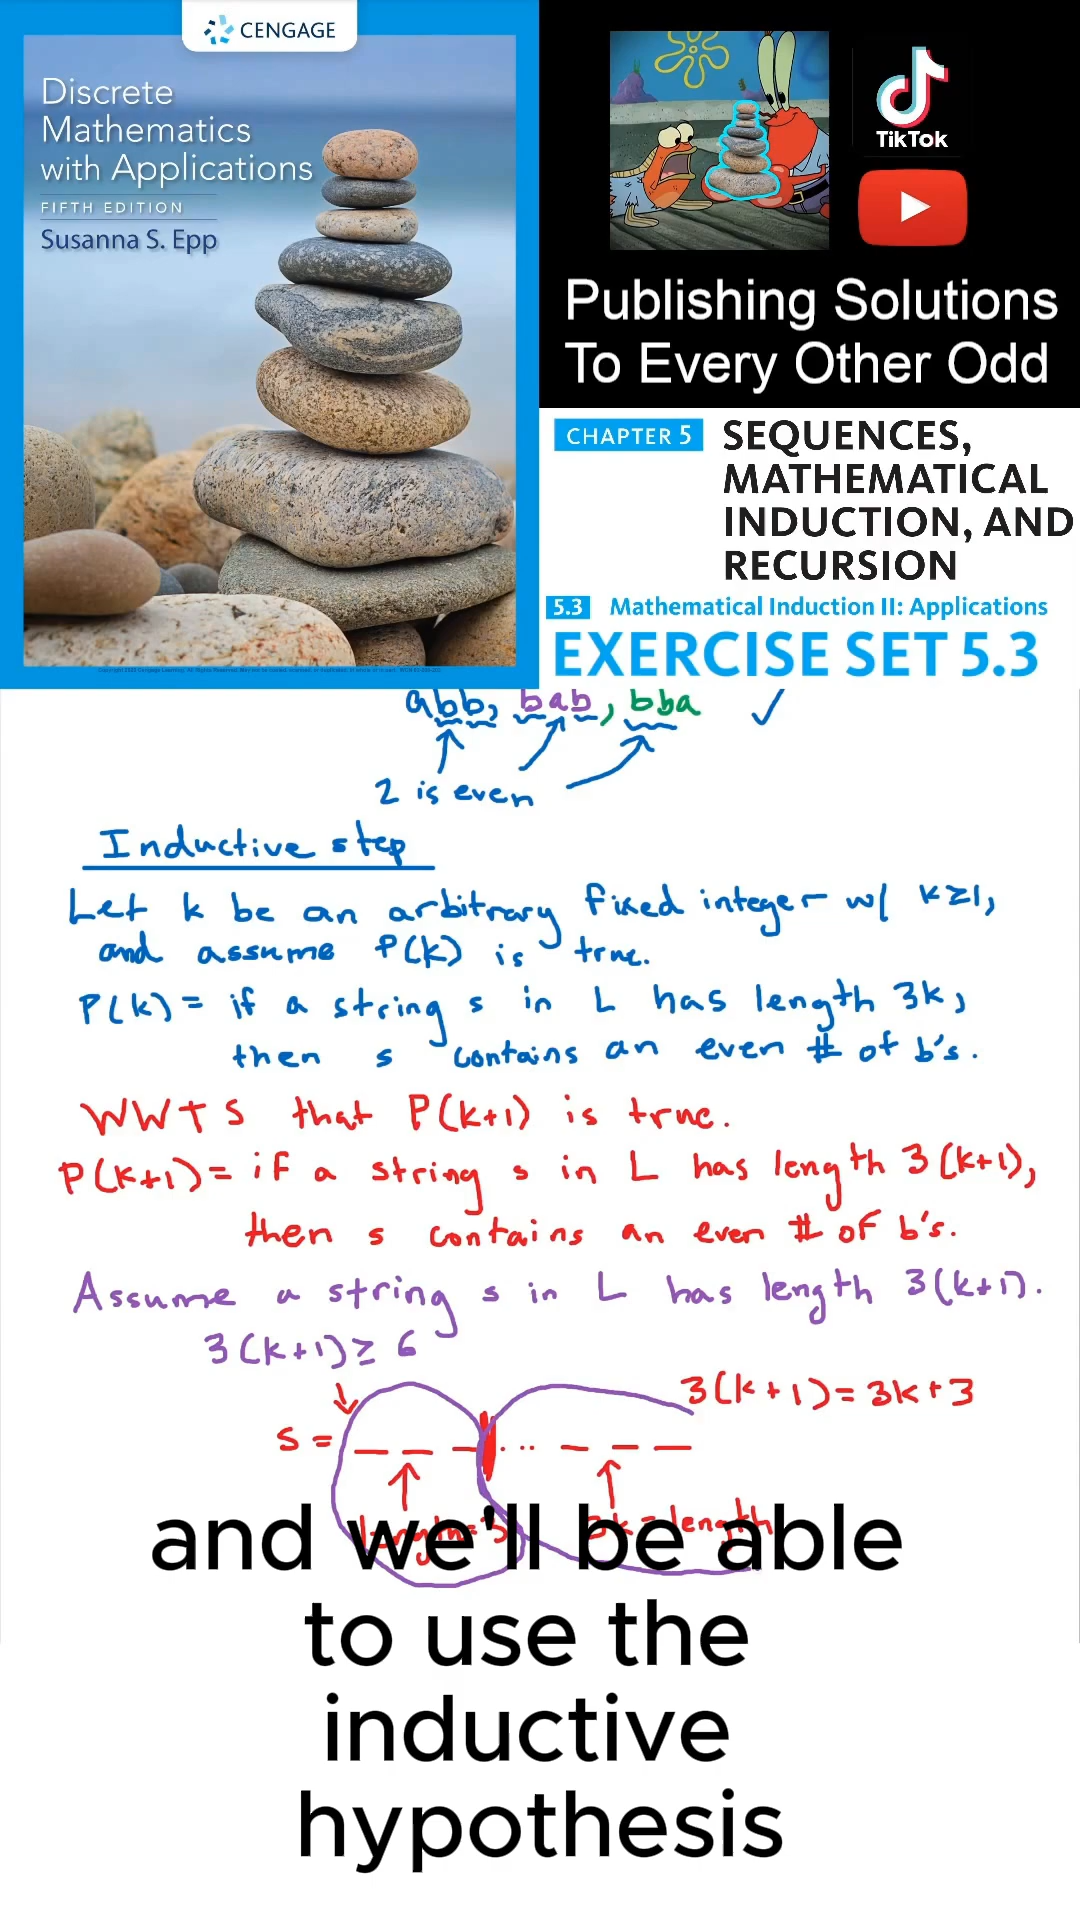 CENGAGE
Discrete
Mathematics
with Applications
FIFTH EDITION
Susanna S. Epp
TikTok
Publishing Solutions
To Every Other Odd
CHAPTER 5 SEQUENCES,
MATHEMATICAL
INDUCTION, AND
RECURSION
5.3 Mathematical Induction II: Applications
EXERCISE SET 5.3
abb, bab, bba ✓
2 is even
Inductive step
Let k be an arbitrary fixed integer w/ k≥1,
and assume P(k) is true.
P(k) = if a string s in L has length 3k,
then s contains an even # of b's.
WWTS that P(k+1) is true.
P(k+1) = if a string s in L has length 3(k+1),
then s contains an even # of b's.
Assume a string s in L has length 3(k+1).
3(k+1) ≥ 6
3(k+1) = 3k+3
s = _ _ _ ... _ _ _
length=3 3k=length
and we'll be able
to use the
inductive
hypothesis